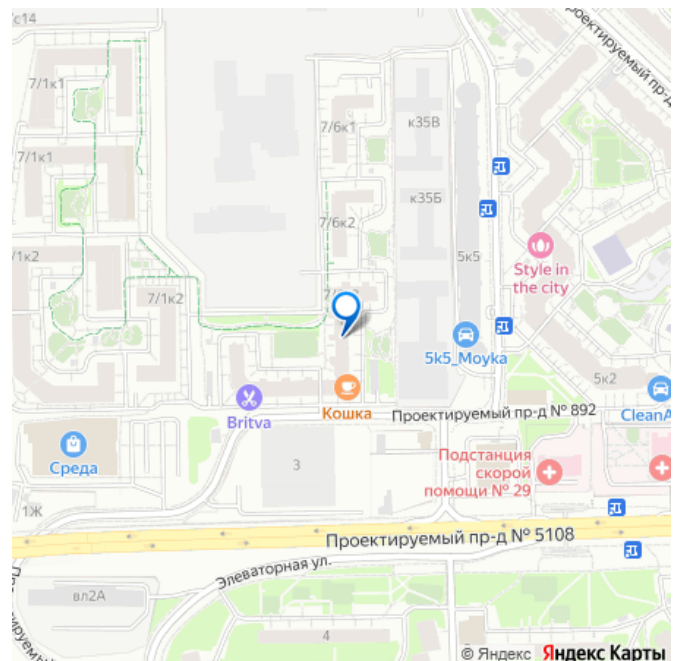 с14
Проектируемый пр-д
7/1к1
7/6к1
к35В
7/1к1
к35Б
7/6к2
5к5
Style in
the city
1к2
7/1к2
5к5_Moyka
5к2
Britva
Кошка
Проектируемый пр-д № 892
CleanA
Среда
3
Подстанция
скорой
помощи № 29
1Ж
Проектируемый пр-д № 5108
Элеваторная ул.
вл2А
4
© Яндекс Яндекс Карты